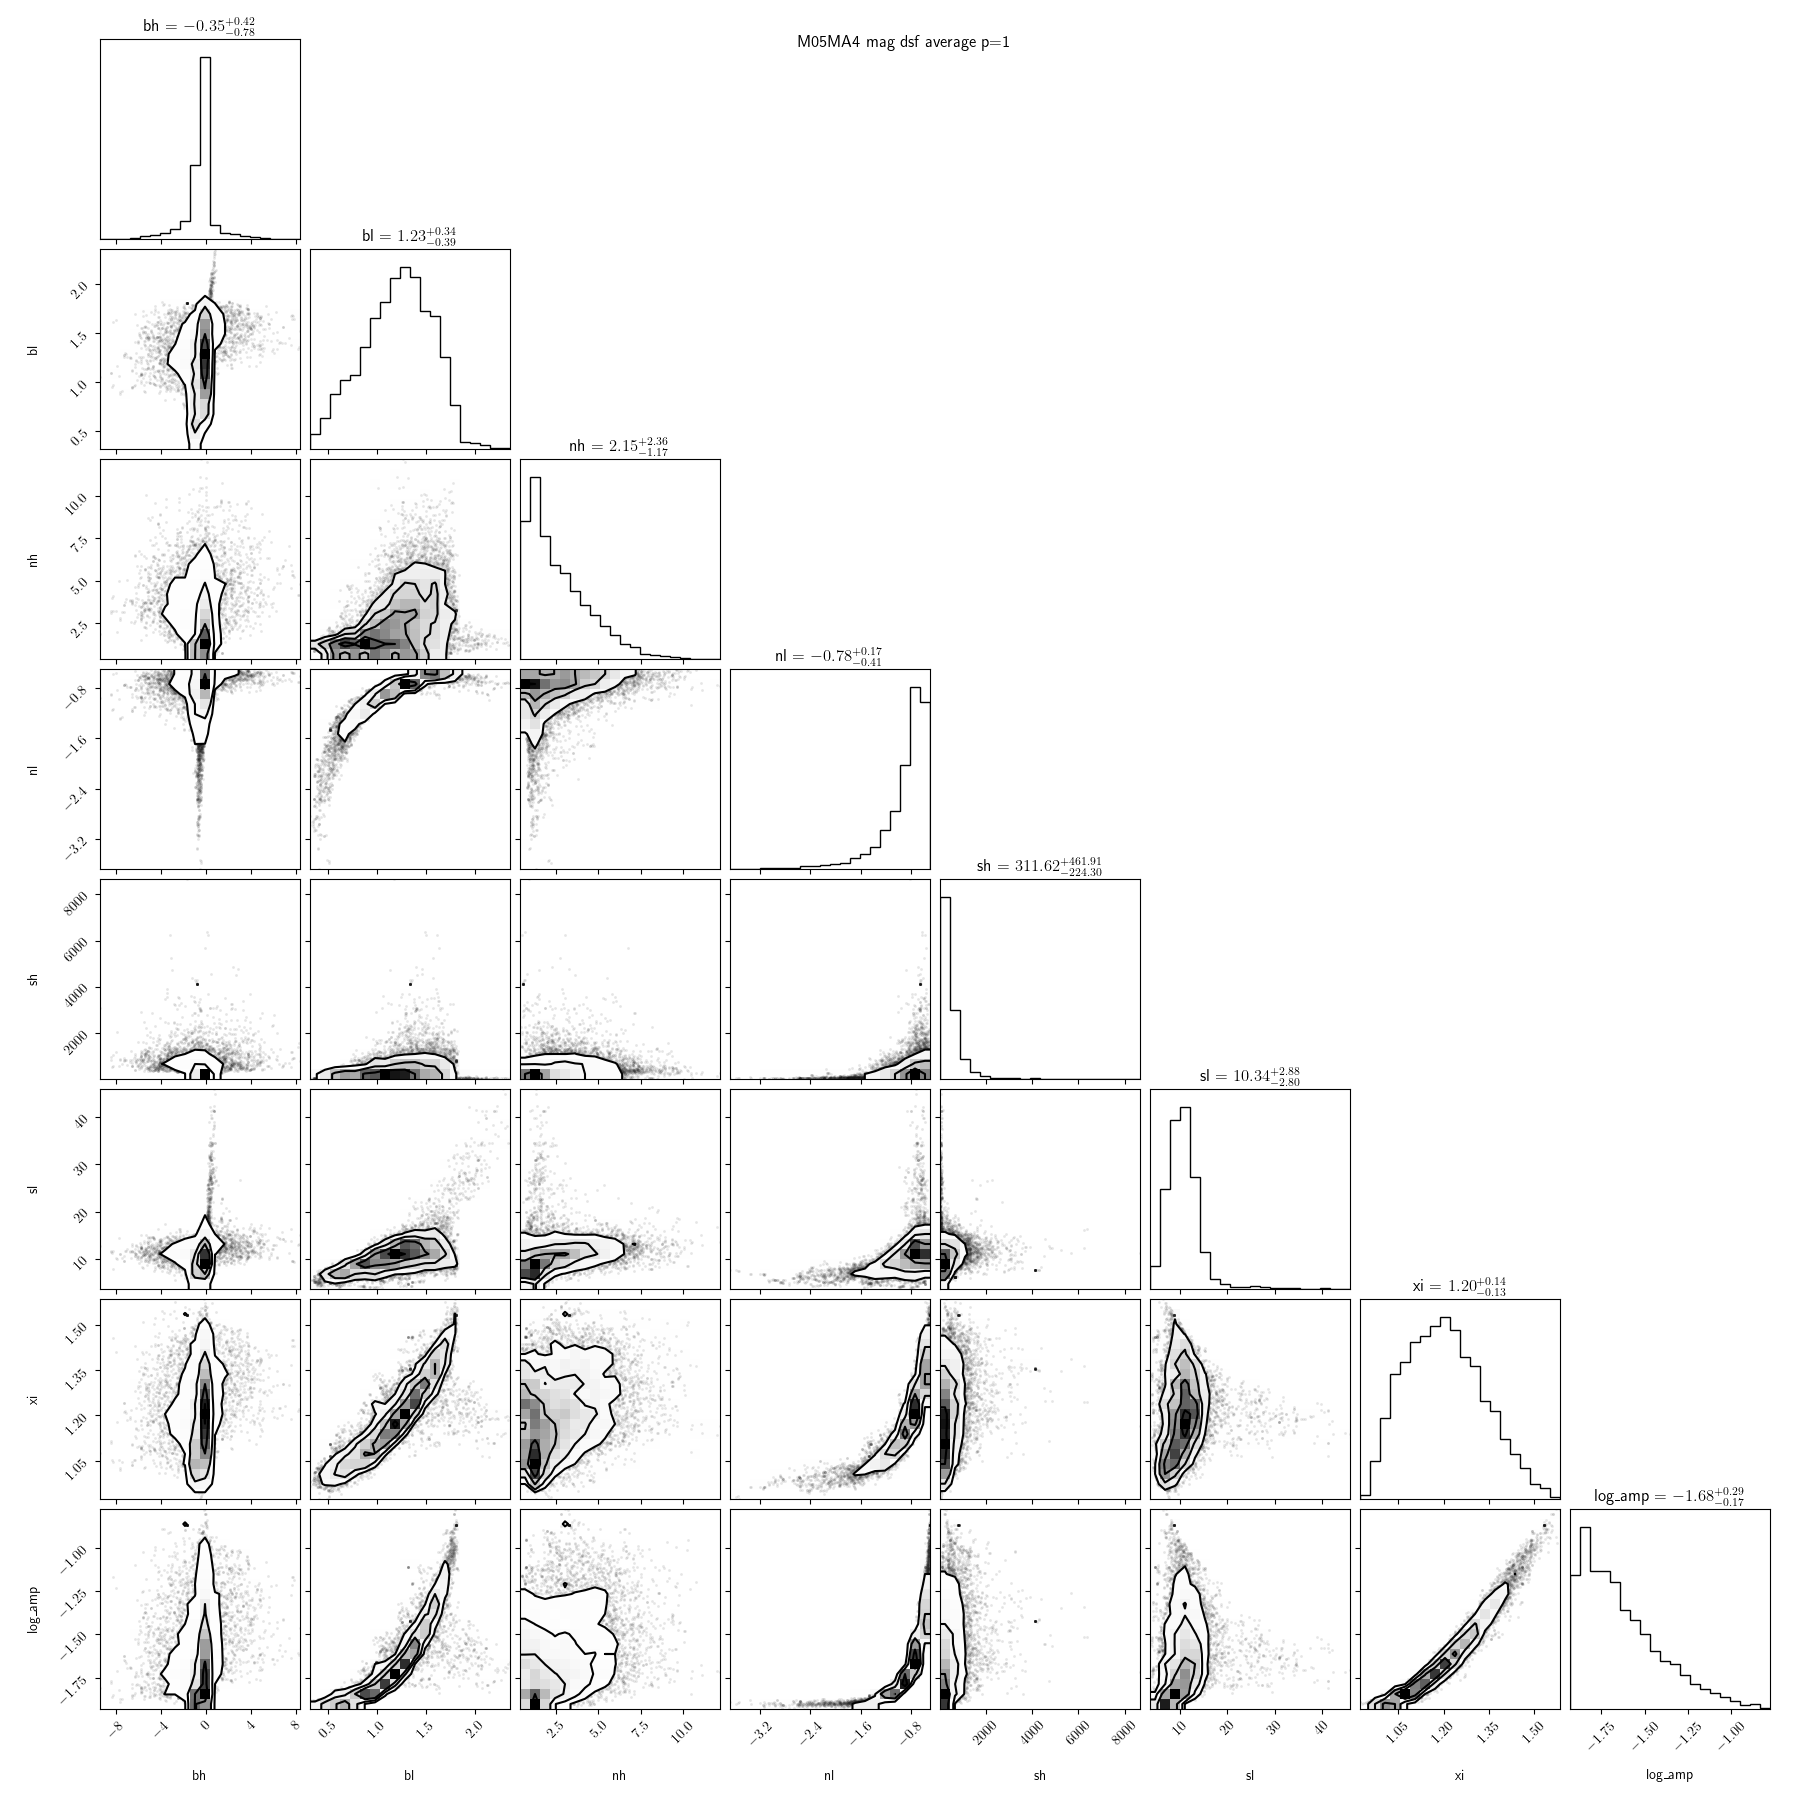 M05MA4 mag dsf average p=1
bh = −0.35+0.42−0.78
bl = 1.23+0.34−0.39
bl
2.0
1.5
1.0
0.5
nh = 2.15+2.36−1.17
nh
10.0
7.5
5.0
2.5
nl = −0.78+0.17−0.41
nl
−0.8
−1.6
−2.4
−3.2
sh = 311.62+461.91−224.30
sh
8000
6000
4000
2000
sl = 10.34+2.88−2.80
sl
40
30
20
10
xi = 1.20+0.14−0.13
xi
1.50
1.35
1.20
1.05
log_amp = −1.68+0.29−0.17
log_amp
−1.00
−1.25
−1.50
−1.75
−8 −4 0 4 8 0.5 1.0 1.5 2.0 2.5 5.0 7.5 10.0 −3.2 −2.4 −1.6 −0.8 2000 4000 6000 8000 10 20 30 40 1.05 1.20 1.35 1.50 −1.75 −1.50 −1.25 −1.00
bh bl nh nl sh sl xi log_amp